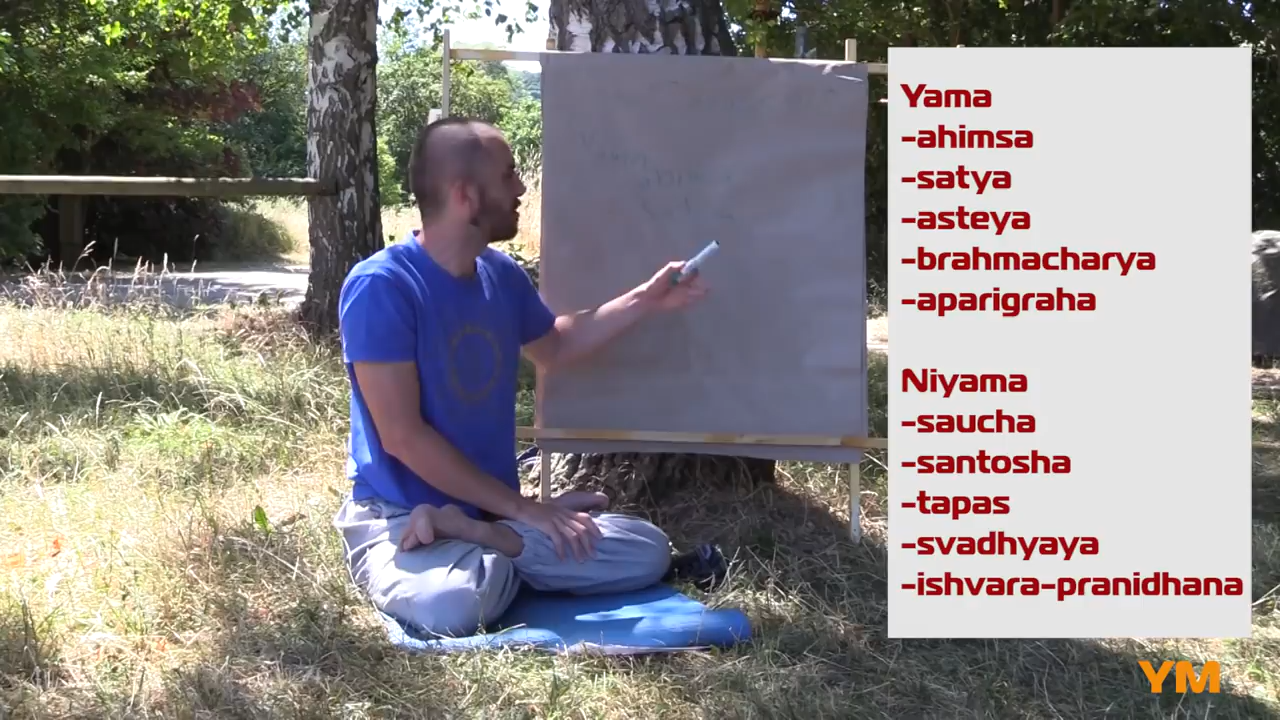 Yama
-ahimsa
-satya
-asteya
-brahmacharya
-aparigraha
Niyama
-saucha
-santosha
-tapas
-svadhyaya
-ishvara-pranidhana
YM